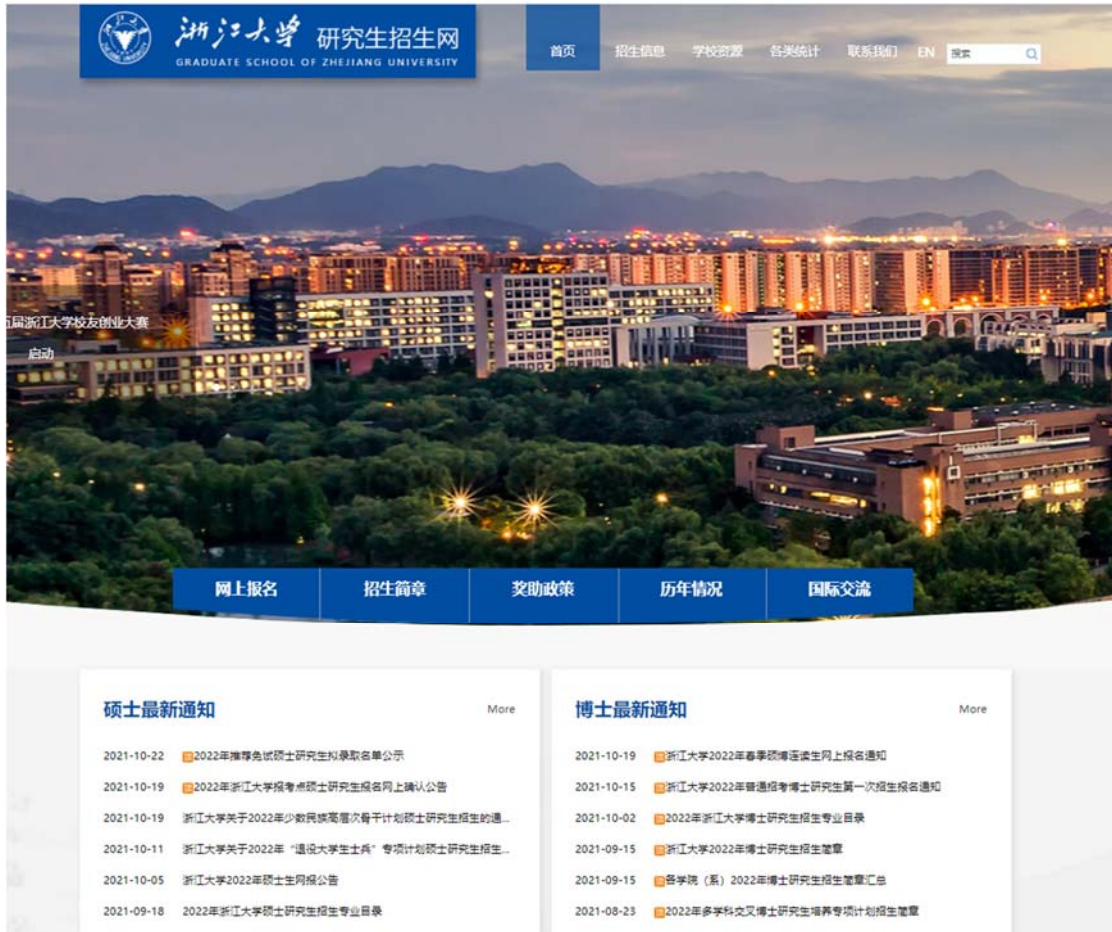 浙江大学 研究生招生网
GRADUATE SCHOOL OF ZHEJIANG UNIVERSITY
首页 招生信息 学校资源 各类统计 联系我们 EN 搜索
五届浙江大学校友创业大赛
启动
网上报名 招生简章 奖助政策 历年情况 国际交流
硕士最新通知 More
2021-10-22 2022年推荐免试硕士研究生拟录取名单公示
2021-10-19 2022年浙江大学报考点硕士研究生报名网上确认公告
2021-10-19 浙江大学关于2022年少数民族高层次骨干计划硕士研究生招生的通...
2021-10-11 浙江大学关于2022年“退役大学生士兵”专项计划硕士研究生招生...
2021-10-05 浙江大学2022年硕士生网报公告
2021-09-18 2022年浙江大学硕士研究生招生专业目录
博士最新通知 More
2021-10-19 浙江大学2022年春季硕博连读生网上报名通知
2021-10-15 浙江大学2022年普通招考博士研究生第一次招生报名通知
2021-10-02 2022年浙江大学博士研究生招生专业目录
2021-09-15 浙江大学2022年博士研究生招生简章
2021-09-15 各学院（系）2022年博士研究生招生简章汇总
2021-08-23 2022年多学科交叉博士研究生培养专项计划招生简章